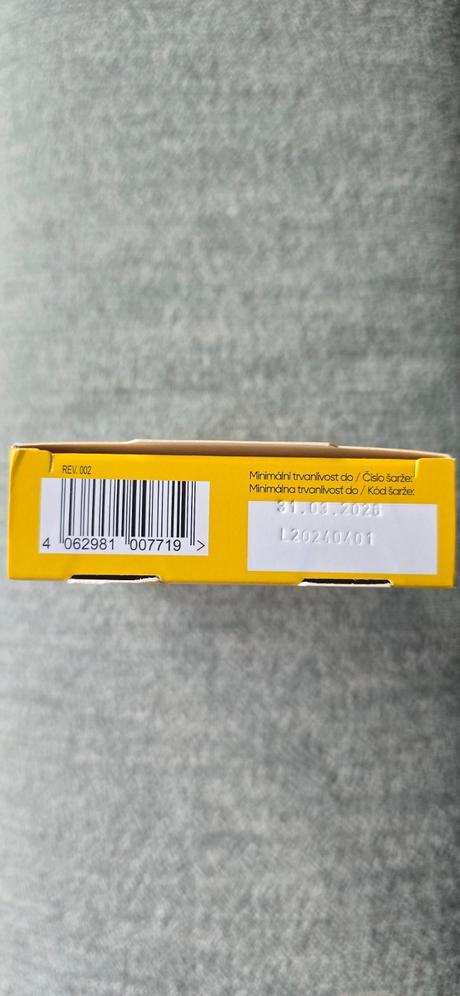 REV. 002
4 062981 007719 >
Minimální trvanlivost do / Číslo šarže:
Minimálna trvanlivosť do / Kód šarže:
31.03.2026
L20240401